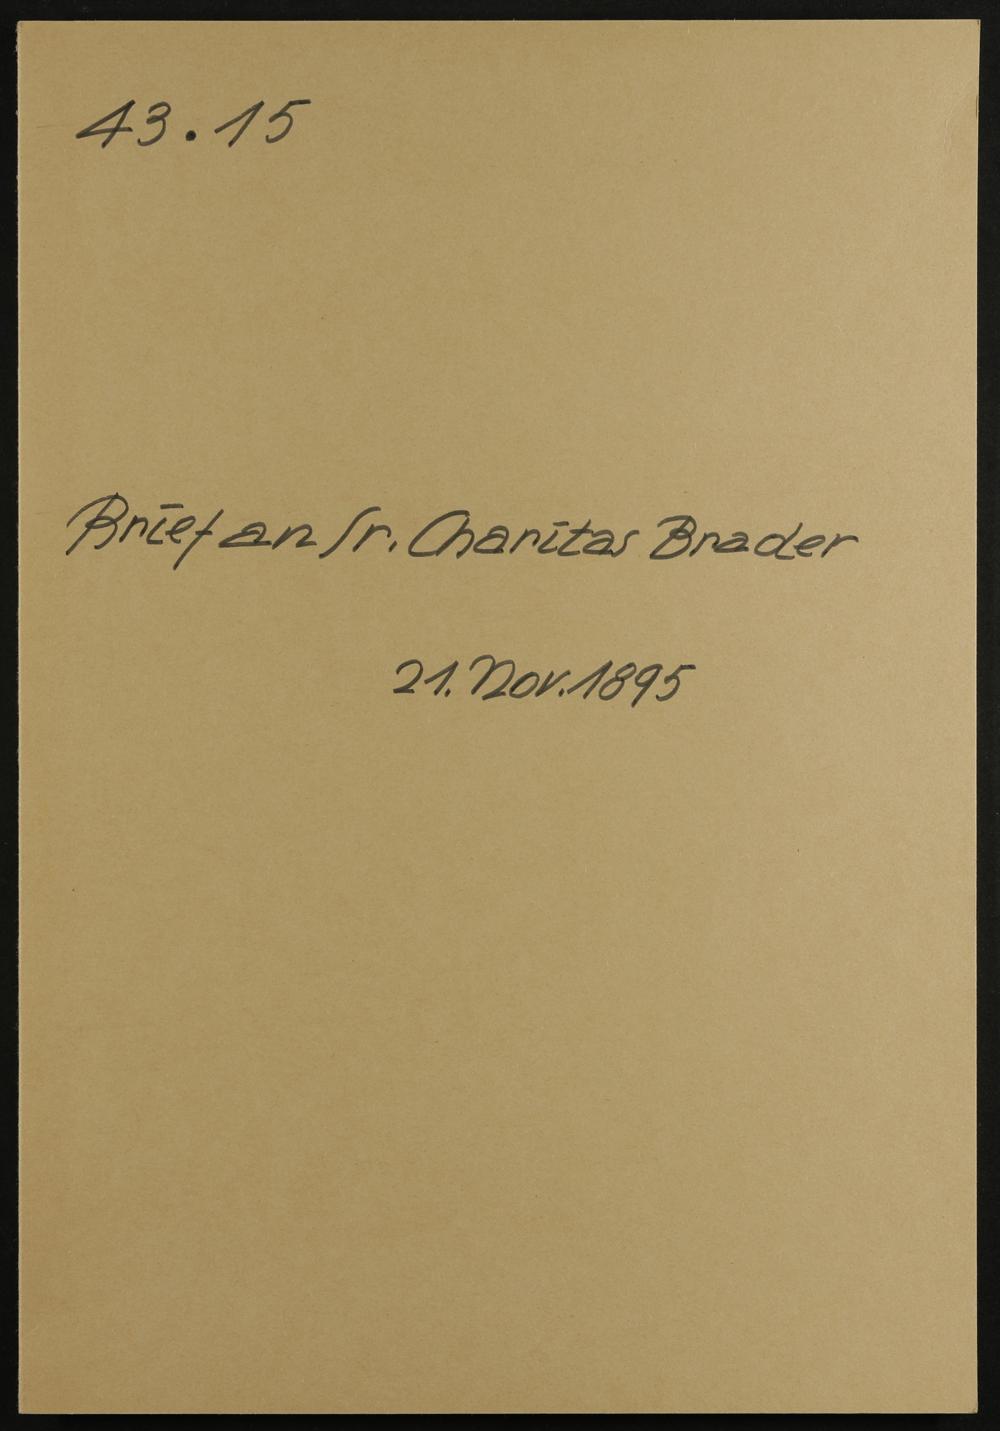 43.15
Brief an Sr. Charitas Brader
21. Nov. 1895